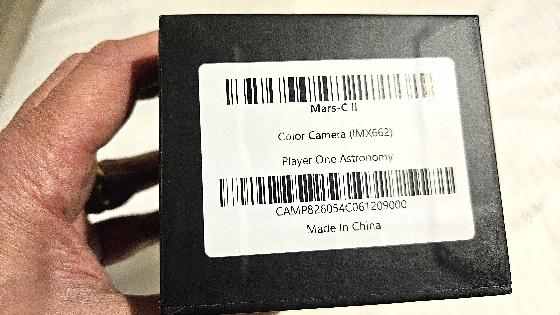 Mars-C II
Color Camera (IMX662)
Player One Astronomy
CAMP826054C061209000
Made In China